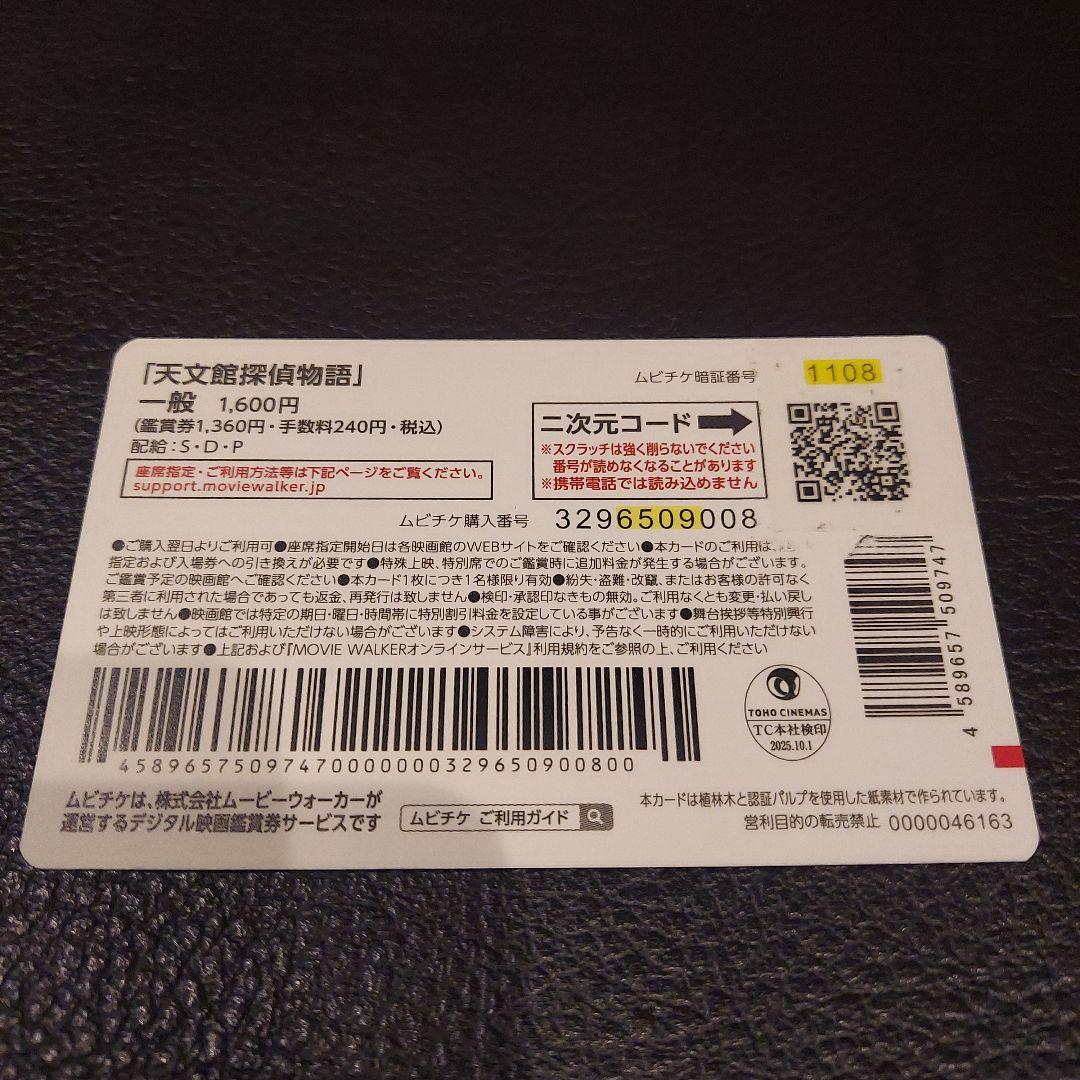 「天文館探偵物語」
一般 1,600円
(鑑賞券1,360円・手数料240円・税込)
配給:S・D・P
座席指定・ご利用方法等は下記ページをご覧ください。
support.moviewalker.jp
ムビチケ暗証番号 1108
二次元コード
※スクラッチは強く削らないでください
番号が読めなくなることがあります
※携帯電話では読み込めません
ムビチケ購入番号 3296509008
●ご購入翌日よりご利用可●座席指定開始日は各映画館のWEBサイトをご確認ください●本カードのご利用は、
指定および入場券への引き換えが必要です●特殊上映、特別席でのご鑑賞時に追加料金が発生する場合がございます。
ご鑑賞予定の映画館へご確認ください●本カード1枚につき1名様限り有効●紛失・盗難・改竄、またはお客様の許可なく
第三者に利用された場合であっても返金、再発行は致しません●検印・承認印なきもの無効。ご利用なくとも変更・払い戻し
は致しません●映画館では特定の期日・曜日・時間帯に特別割引料金を設定している事がございます●舞台挨拶等特別興行
や上映形態によってはご利用いただけない場合がございます●システム障害により、予告なく一時的にご利用いただけない
場合がございます●上記および『MOVIE WALKERオンラインサービス』利用規約をご参照の上、ご利用ください
4589657509747000000032965090 0800
4 589657 509747
TOHO CINEMAS
TC本社検印
2025.10.1
ムビチケは、株式会社ムービーウォーカーが
運営するデジタル映画鑑賞券サービスです
ムビチケ ご利用ガイド
本カードは植林木と認証パルプを使用した紙素材で作られています。
営利目的の転売禁止 0000046163